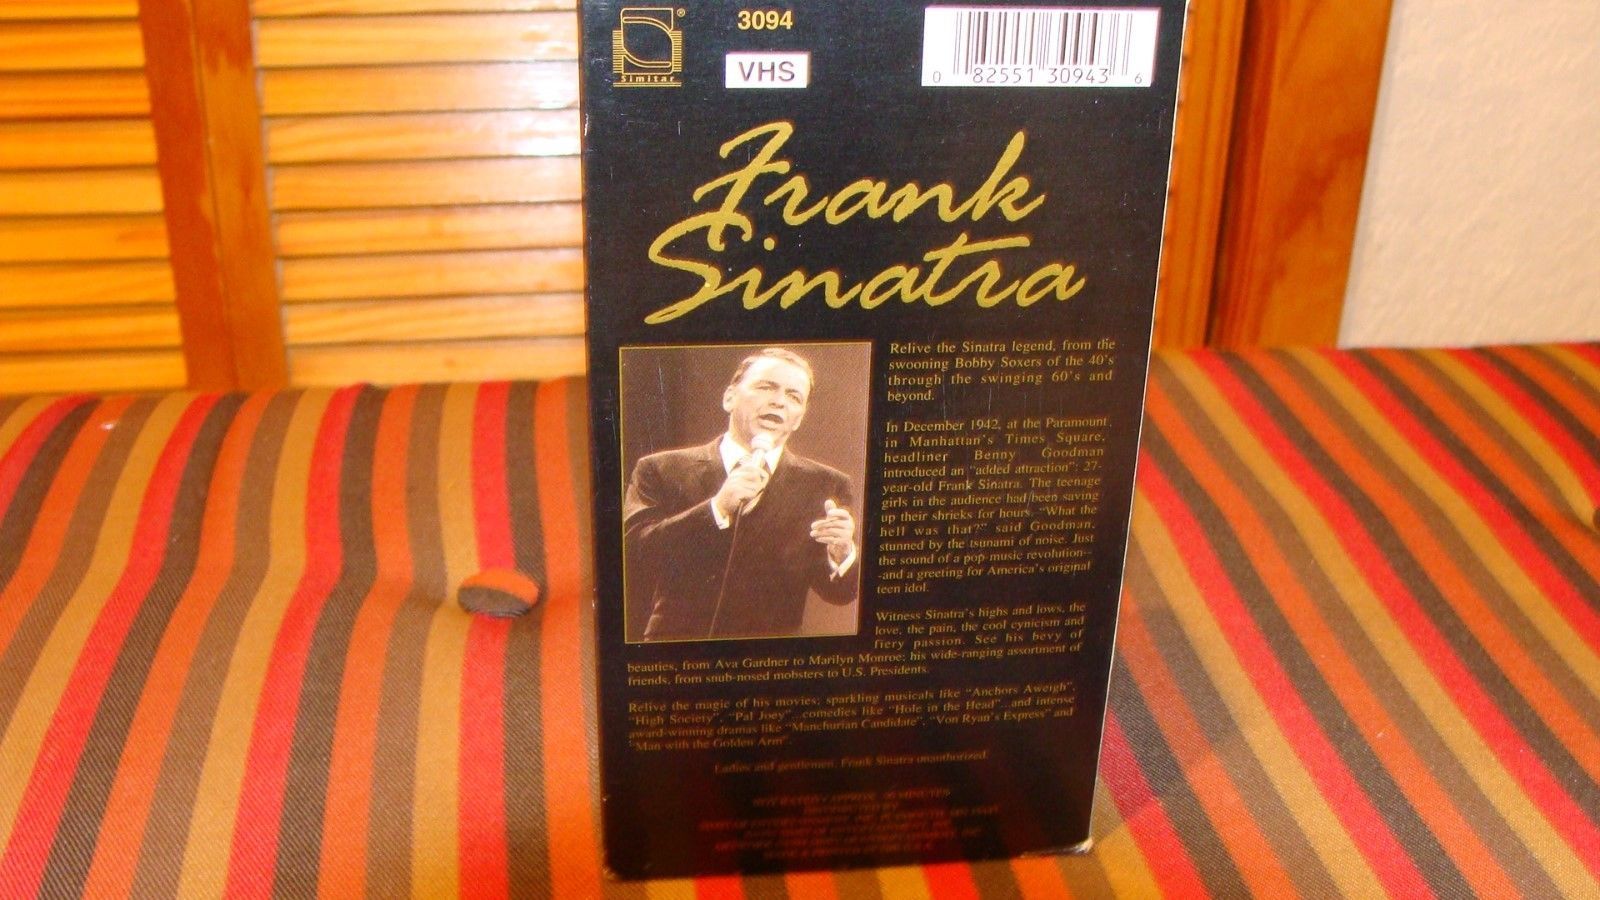 Simitar
3094
VHS
0 82551 30943 6
Frank
Sinatra
Relive the Sinatra legend, from the
swooning Bobby Soxers of the 40's
through the swinging 60's and
beyond.
In December 1942, at the Paramount,
in Manhattan's Times Square,
headliner Benny Goodman
introduced an "added attraction": 27-
year-old Frank Sinatra. The teenage
girls in the audience had been saving
up their shrieks for hours. "What the
hell was that?" said Goodman,
stunned by the tsunami of noise. Just
the sound of a pop music revolution--
-and a greeting for America's original
teen idol.
Witness Sinatra's highs and lows, the
love, the pain, the cool cynicism and
fiery passion. See his bevy of
beauties, from Ava Gardner to Marilyn Monroe; his wide-ranging assortment of
friends, from snub-nosed mobsters to U.S. Presidents.
Relive the magic of his movies; sparkling musicals like "Anchors Aweigh",
"High Society", "Pal Joey"...comedies like "Hole in the Head"...and intense
award-winning dramas like "Manchurian Candidate", "Von Ryan's Express" and
"Man with the Golden Arm".
Ladies and gentlemen, Frank Sinatra unauthorized.